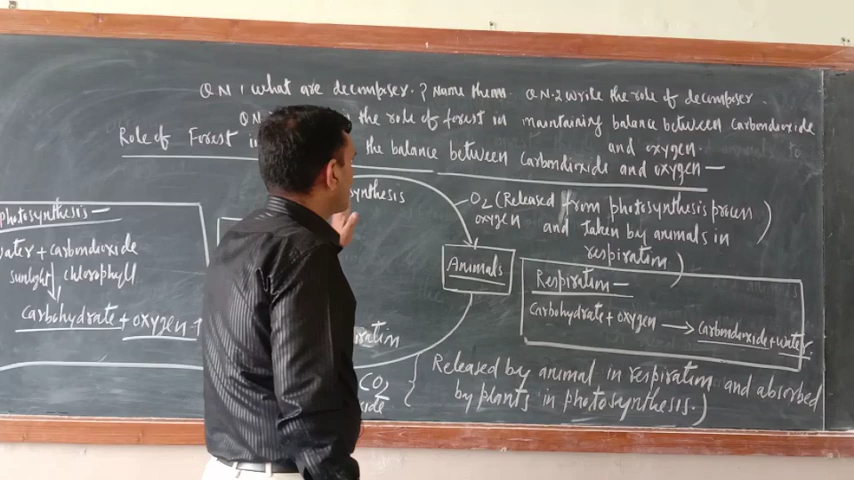 Q N 1 What are decomposer.? Name them. Q N.2 Write the role of decomposer.
Q N the role of forest in maintaining balance between carbondioxide
and oxygen.
Role of Forest in the balance between Carbondioxide and oxygen —
synthesis
O2 (Released from photosynthesis process
oxygen and taken by animals in
respiration)
Animals
photosynthesis —
water + carbondioxide
sunlight chlorophyll
Carbohydrate + oxygen ↑
Respiration —
Carbohydrate + oxygen → Carbondioxide + water.
iration
CO2
ide
Released by animal in respiration and absorbed
by plants in photosynthesis.)